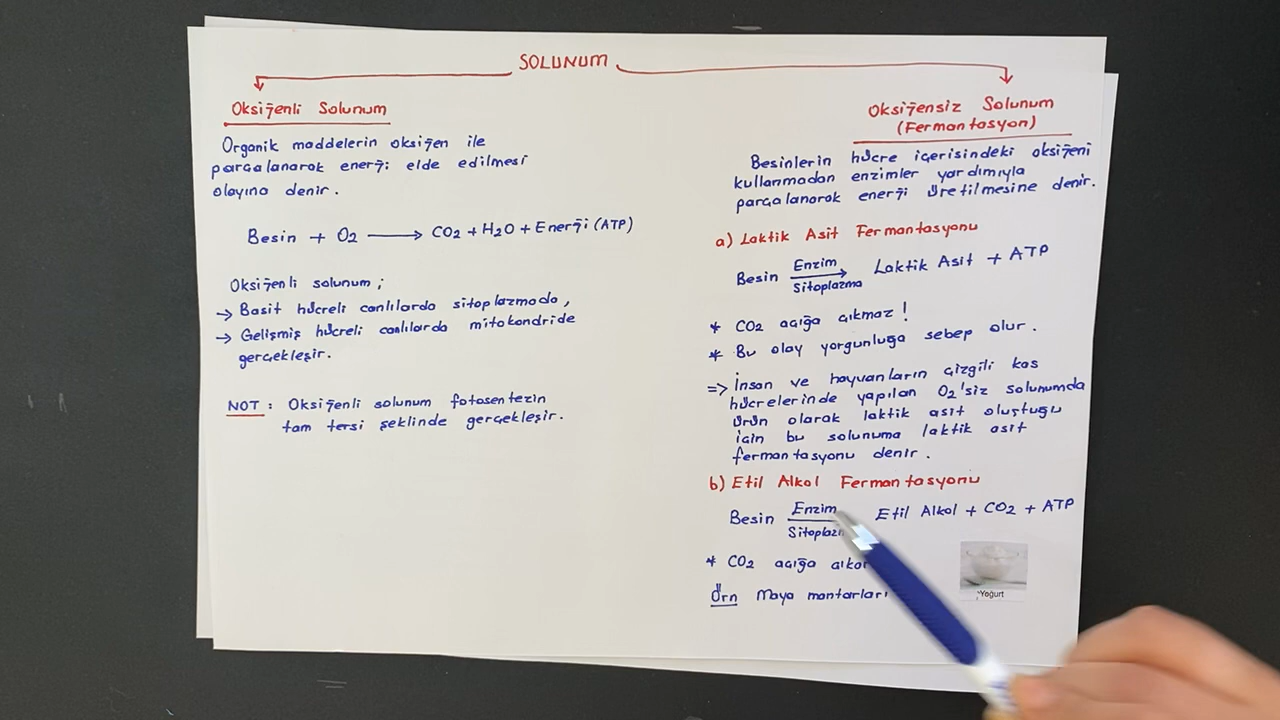 SOLUNUM
Oksijenli Solunum
Organik maddelerin oksijen ile
parçalanarak enerji elde edilmesi
olayına denir.
Besin + O2 → CO2 + H2O + Enerji (ATP)
Oksijenli solunum;
→ Basit hücreli canlılarda sitoplazmada,
→ Gelişmiş hücreli canlılarda mitokondride
gerçekleşir.
NOT: Oksijenli solunum fotosentezin
tam tersi şeklinde gerçekleşir.
Oksijensiz Solunum
(Fermantasyon)
Besinlerin hücre içerisindeki oksijeni
kullanmadan enzimler yardımıyla
parçalanarak enerji üretilmesine denir.
a) Laktik Asit Fermantasyonu
Enzim
Besin → Laktik Asit + ATP
Sitoplazma
* CO2 açığa çıkmaz!
* Bu olay yorgunluğa sebep olur.
=> İnsan ve hayvanların çizgili kas
hücrelerinde yapılan O2'siz solunumda
ürün olarak laktik asit oluştuğu
için bu solunuma laktik asit
fermantasyonu denir.
b) Etil Alkol Fermantasyonu
Enzim
Besin Etil Alkol + CO2 + ATP
* CO2 açığa
Örn Maya mantarları
Yoğurt